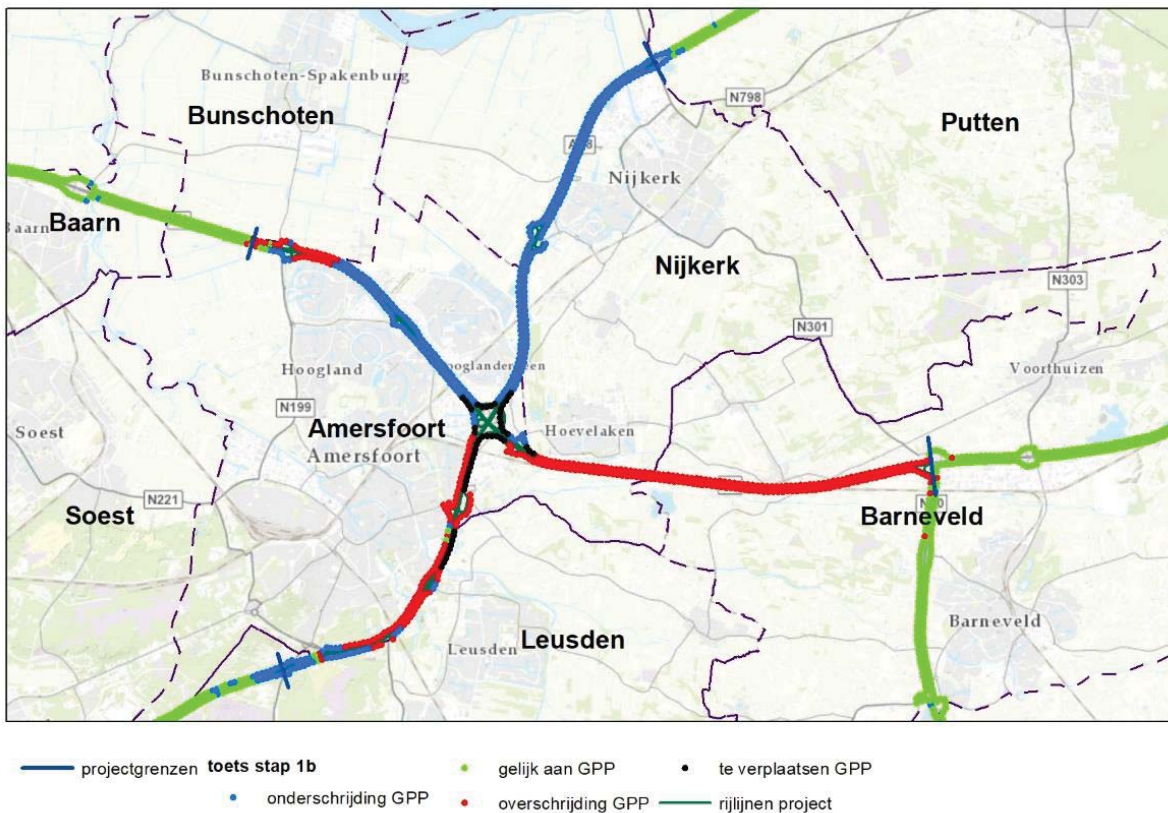 Bunschoten-Spakenburg
Bunschoten
N798
Putten
Nijkerk
Baarn
Nijkerk
N303
N301
Hoogland
Voorthuizen
N199
Hoevelaken
Amersfoort
Amersfoort
Soest
N221
Soest
Barneveld
Leusden
Leusden
Barneveld
projectgrenzen toets stap 1b gelijk aan GPP te verplaatsen GPP
onderschrijding GPP overschrijding GPP rijlijnen project